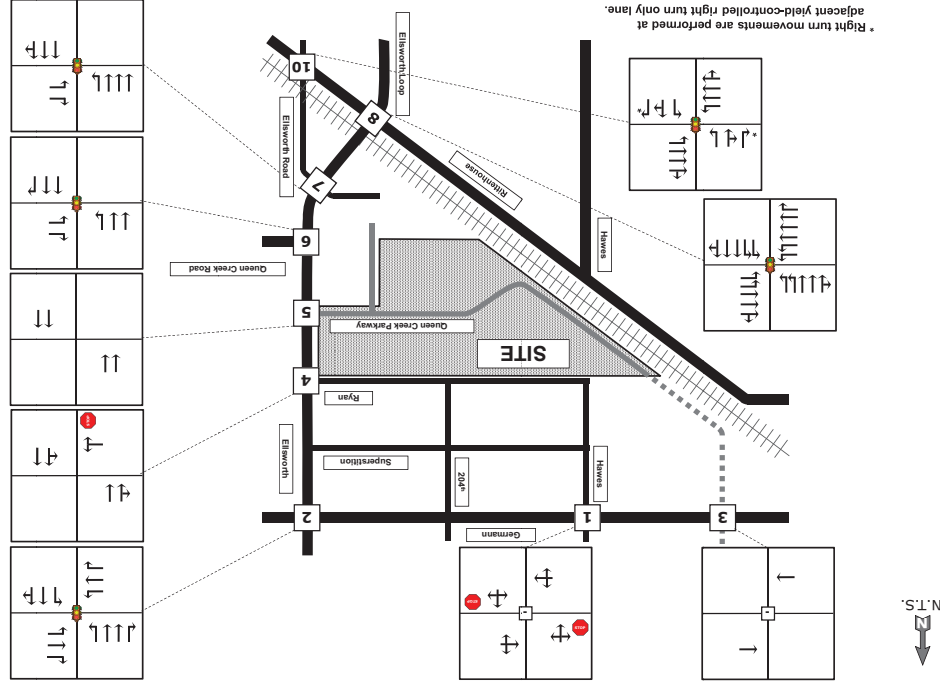 N
N.T.S.
STOP
STOP
Germann
3
1
2
Hawes
204th
Ellsworth
Superstition
STOP
Ryan
4
SITE
Queen Creek Parkway
5
Queen Creek Road
6
Hawes
Rittenhouse
7
Ellsworth Road
8
10
Ellsworth Loop
*
*
* Right turn movements are performed at
adjacent yield-controlled right turn only lane.